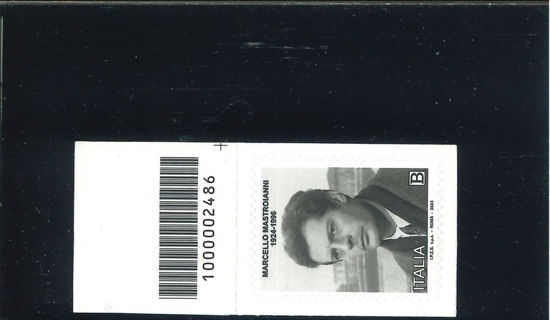 1000002486
MARCELLO MASTROIANNI
1924-1996
ITALIA
B
I.P.Z.S. S.p.A. - ROMA - 2024